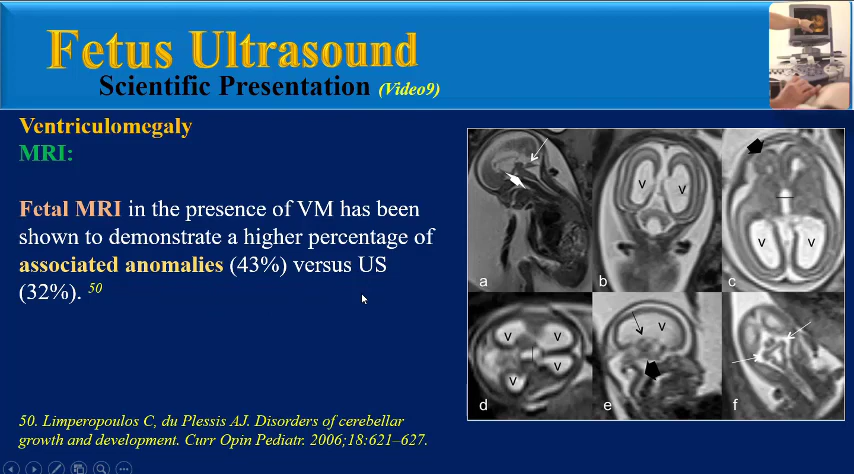 Fetus Ultrasound
Scientific Presentation (Video9)
Ventriculomegaly
MRI:
Fetal MRI in the presence of VM has been
shown to demonstrate a higher percentage of
associated anomalies (43%) versus US
(32%). 50
50. Limperopoulos C, du Plessis AJ. Disorders of cerebellar
growth and development. Curr Opin Pediatr. 2006;18:621–627.
a
v v
b
v v
c
v v
v v
d
v
e
f